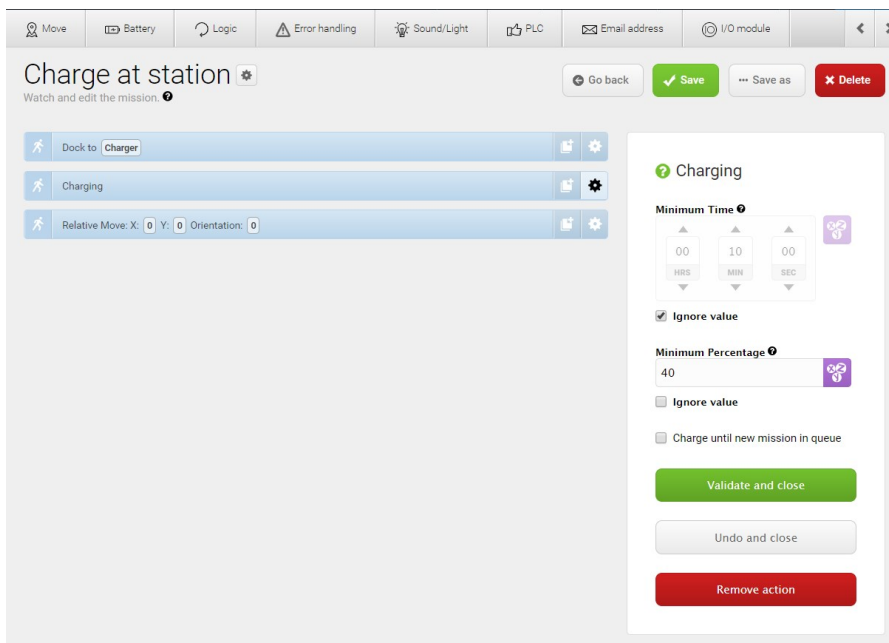 Move Battery Logic Error handling Sound/Light PLC Email address I/O module
Charge at station
Go back Save Save as Delete
Watch and edit the mission.
Dock to Charger
Charging
Relative Move: X: 0 Y: 0 Orientation: 0
Charging
Minimum Time
00 10 00
HRS MIN SEC
Ignore value
Minimum Percentage
40
Ignore value
Charge until new mission in queue
Validate and close
Undo and close
Remove action